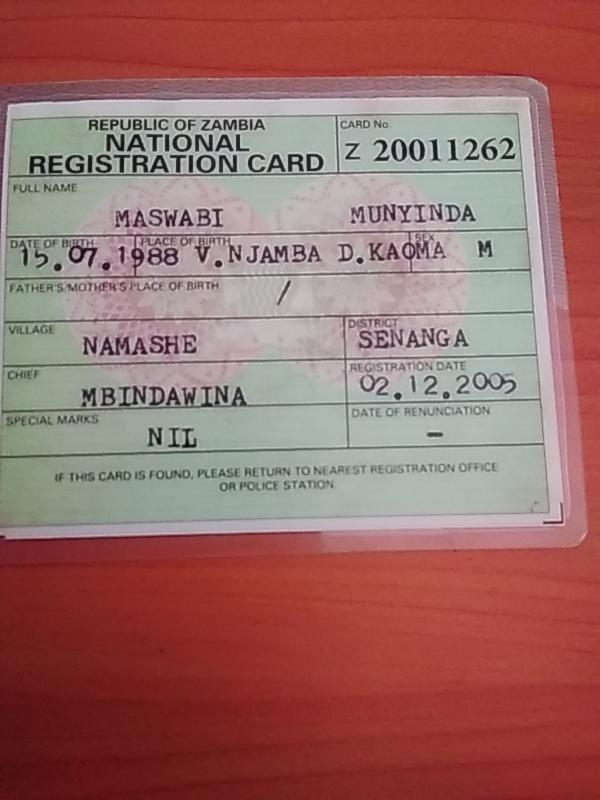 REPUBLIC OF ZAMBIA
NATIONAL
REGISTRATION CARD
CARD No
Z 20011262
FULL NAME
MASWABI MUNYINDA
DATE OF BIRTH PLACE OF BIRTH SEX
15.07.1988 V.NJAMBA D.KAOMA M
FATHER'S/MOTHER'S PLACE OF BIRTH
/
VILLAGE DISTRICT
NAMASHE SENANGA
CHIEF REGISTRATION DATE
MBINDAWINA 02.12.2005
SPECIAL MARKS DATE OF RENUNCIATION
NIL –
IF THIS CARD IS FOUND, PLEASE RETURN TO NEAREST REGISTRATION OFFICE
OR POLICE STATION.